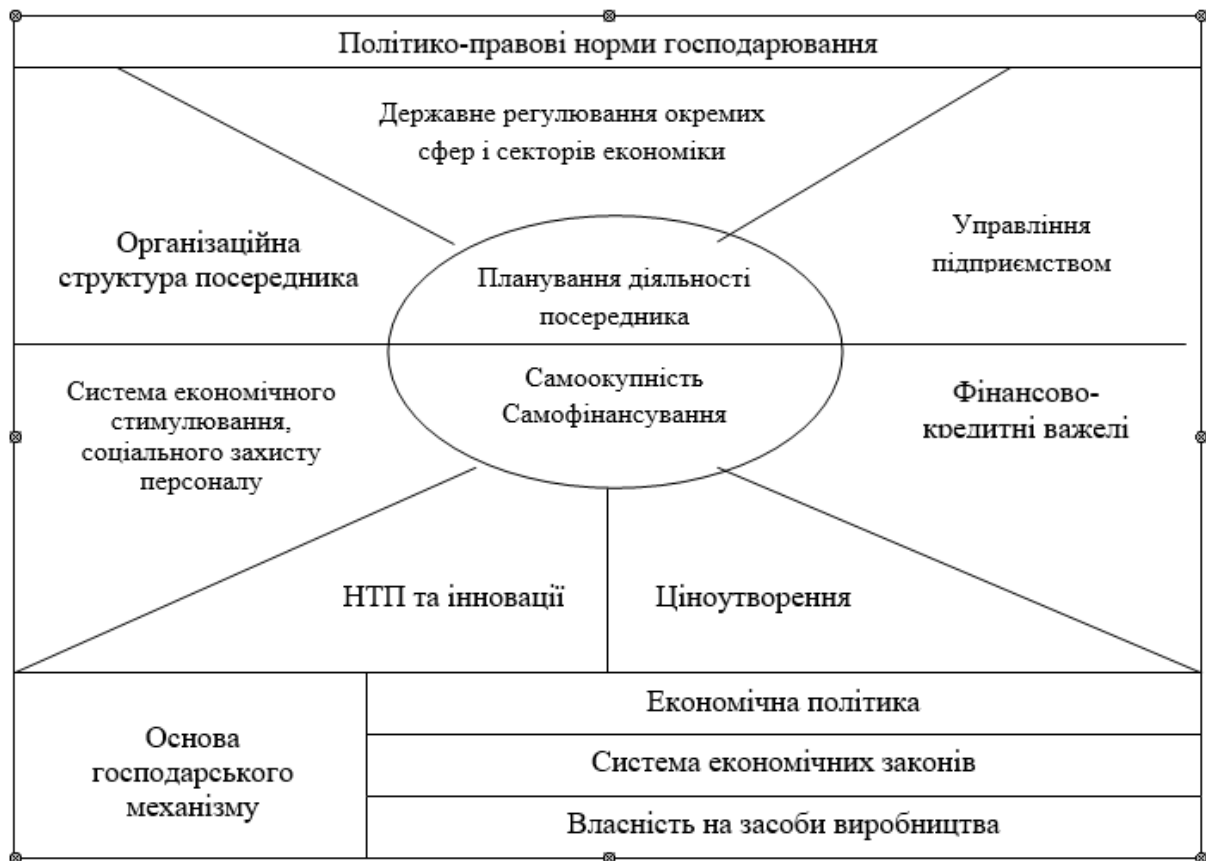 Політико-правові норми господарювання
Державне регулювання окремих
сфер і секторів економіки
Організаційна
структура посередника
Управління
підприємством
Планування діяльності
посередника
Система економічного
стимулювання,
соціального захисту
персоналу
Самоокупність
Самофінансування
Фінансово-
кредитні важелі
НТП та інновації
Ціноутворення
Основа
господарського
механізму
Економічна політика
Система економічних законів
Власність на засоби виробництва